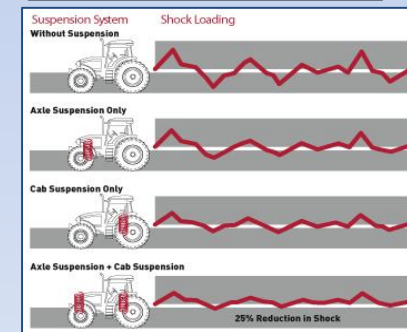 Suspension System Shock Loading
Without Suspension
Axle Suspension Only
Cab Suspension Only
Axle Suspension + Cab Suspension
25% Reduction in Shock